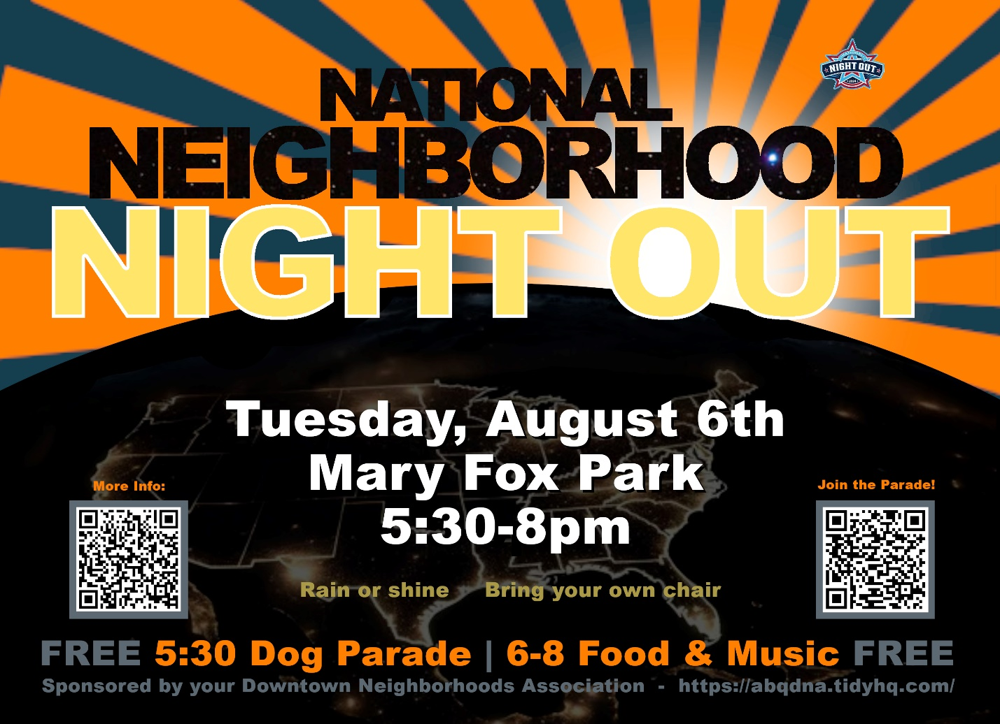 NIGHT OUT
2024
NATIONAL
NEIGHBORHOOD
NIGHT OUT
Tuesday, August 6th
Mary Fox Park
5:30-8pm
More Info:
Join the Parade!
Rain or shine Bring your own chair
FREE 5:30 Dog Parade | 6-8 Food & Music FREE
Sponsored by your Downtown Neighborhoods Association - https://abqdna.tidyhq.com/